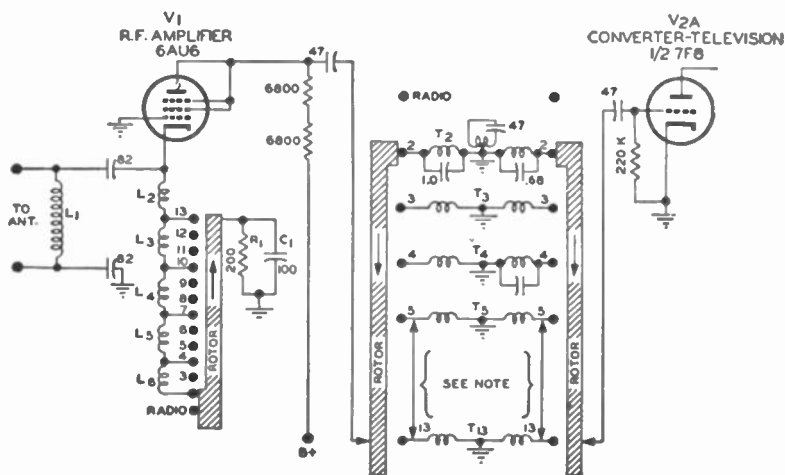 V1
R.F. AMPLIFIER
6AU6
V2A
CONVERTER-TELEVISION
1/2 7F8
47
47
6800
RADIO
6800
2
T2
47
2
220 K
82
1.0
.68
L2
TO
ANT.
L1
13
3
T3
3
12
L3
11
R1
200
C1
100
10
4
T4
4
82
9
L4
8
7
5
T5
5
L5
6
5
4
ROTOR
ROTOR
ROTOR
SEE NOTE
L6
3
RADIO
13
T13
13
B+